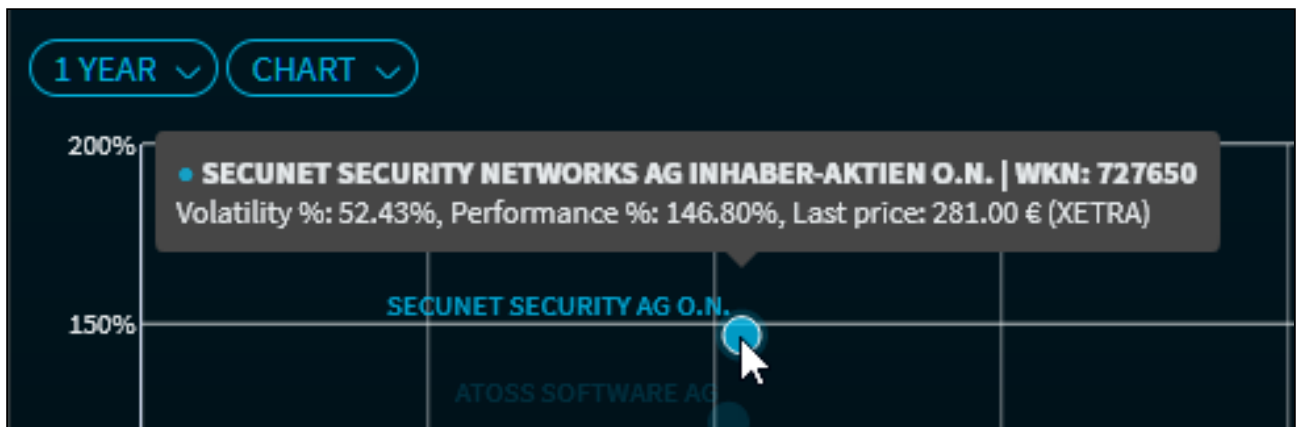 1 YEAR CHART
200%
• SECUNET SECURITY NETWORKS AG INHABER-AKTIEN O.N. | WKN: 727650
Volatility %: 52.43%, Performance %: 146.80%, Last price: 281.00 € (XETRA)
SECUNET SECURITY AG O.N.
150%
ATOSS SOFTWARE AG